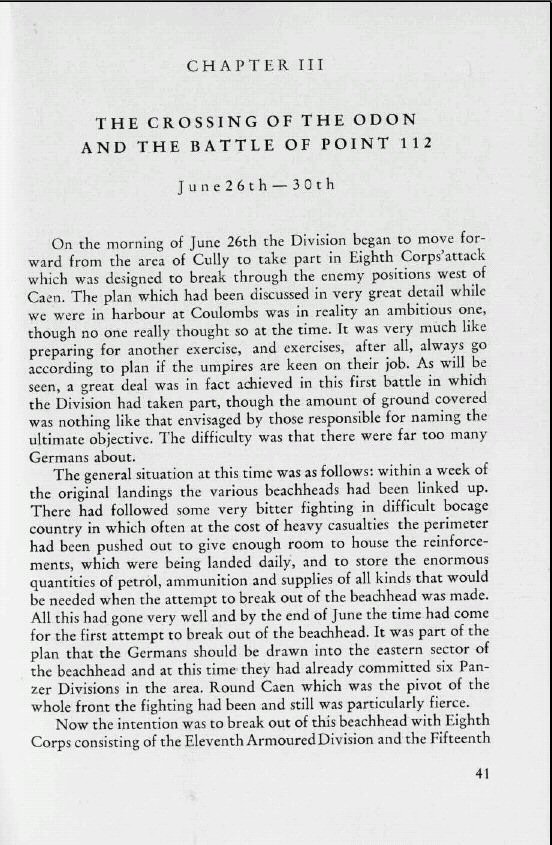 CHAPTER III
THE CROSSING OF THE ODON
AND THE BATTLE OF POINT 112
June 26th — 30th
On the morning of June 26th the Division began to move for-
ward from the area of Cully to take part in Eighth Corps'attack
which was designed to break through the enemy positions west of
Caen. The plan which had been discussed in very great detail while
we were in harbour at Coulombs was in reality an ambitious one,
though no one really thought so at the time. It was very much like
preparing for another exercise, and exercises, after all, always go
according to plan if the umpires are keen on their job. As will be
seen, a great deal was in fact achieved in this first battle in which
the Division had taken part, though the amount of ground covered
was nothing like that envisaged by those responsible for naming the
ultimate objective. The difficulty was that there were far too many
Germans about.
The general situation at this time was as follows: within a week of
the original landings the various beachheads had been linked up.
There had followed some very bitter fighting in difficult bocage
country in which often at the cost of heavy casualties the perimeter
had been pushed out to give enough room to house the reinforce-
ments, which were being landed daily, and to store the enormous
quantities of petrol, ammunition and supplies of all kinds that would
be needed when the attempt to break out of the beachhead was made.
All this had gone very well and by the end of June the time had come
for the first attempt to break out of the beachhead. It was part of the
plan that the Germans should be drawn into the eastern sector of
the beachhead and at this time they had already committed six Pan-
zer Divisions in the area. Round Caen which was the pivot of the
whole front the fighting had been and still was particularly fierce.
Now the intention was to break out of this beachhead with Eighth
Corps consisting of the Eleventh Armoured Division and the Fifteenth
41